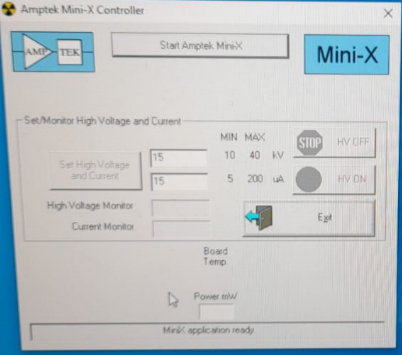 Amptek Mini-X Controller
AMP TEK
Start Amptek Mini-X
Mini-X
Set/Monitor High Voltage and Current
MIN MAX
Set High Voltage and Current
15
10 40 kV
STOP
HV OFF
15
5 200 uA
HV ON
High Voltage Monitor
Current Monitor
Exit
Board
Temp.
Power mW
MiniX application ready.